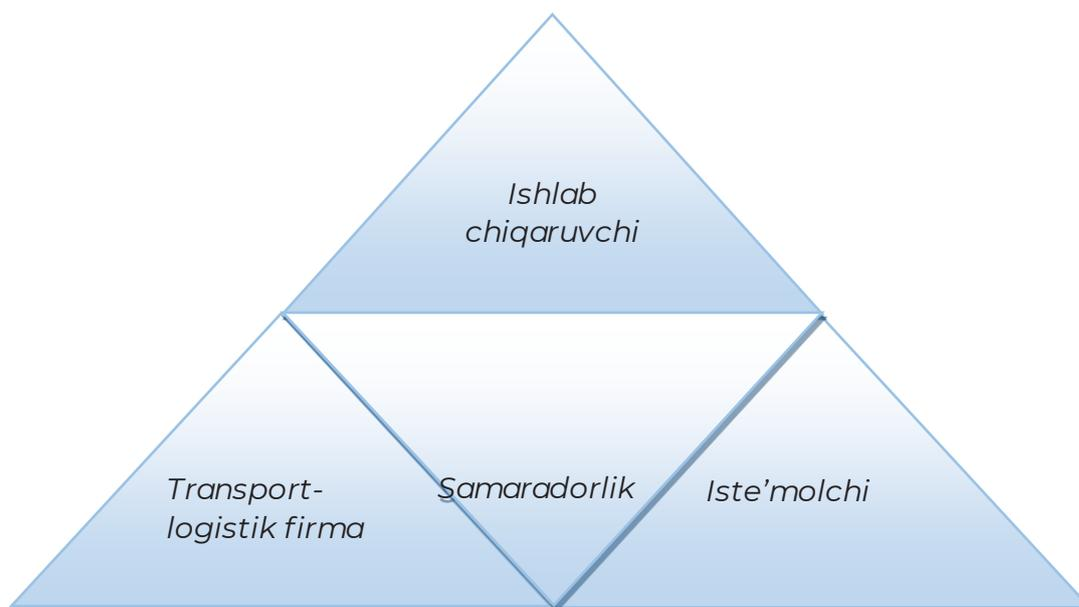 Ishlab
chiqaruvchi
Transport-
logistik firma
Samaradorlik
Iste’molchi